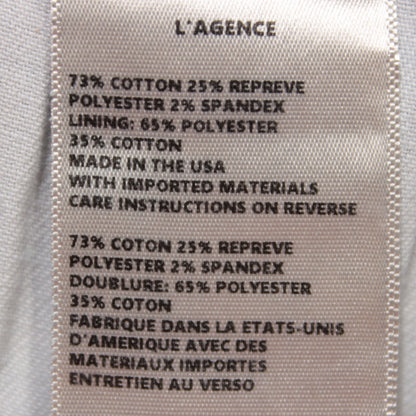 L'AGENCE
73% COTTON 25% REPREVE
POLYESTER 2% SPANDEX
LINING: 65% POLYESTER
35% COTTON
MADE IN THE USA
WITH IMPORTED MATERIALS
CARE INSTRUCTIONS ON REVERSE
73% COTON 25% REPREVE
POLYESTER 2% SPANDEX
DOUBLURE: 65% POLYESTER
35% COTON
FABRIQUE DANS LA ETATS-UNIS
D'AMERIQUE AVEC DES
MATERIAUX IMPORTES
ENTRETIEN AU VERSO